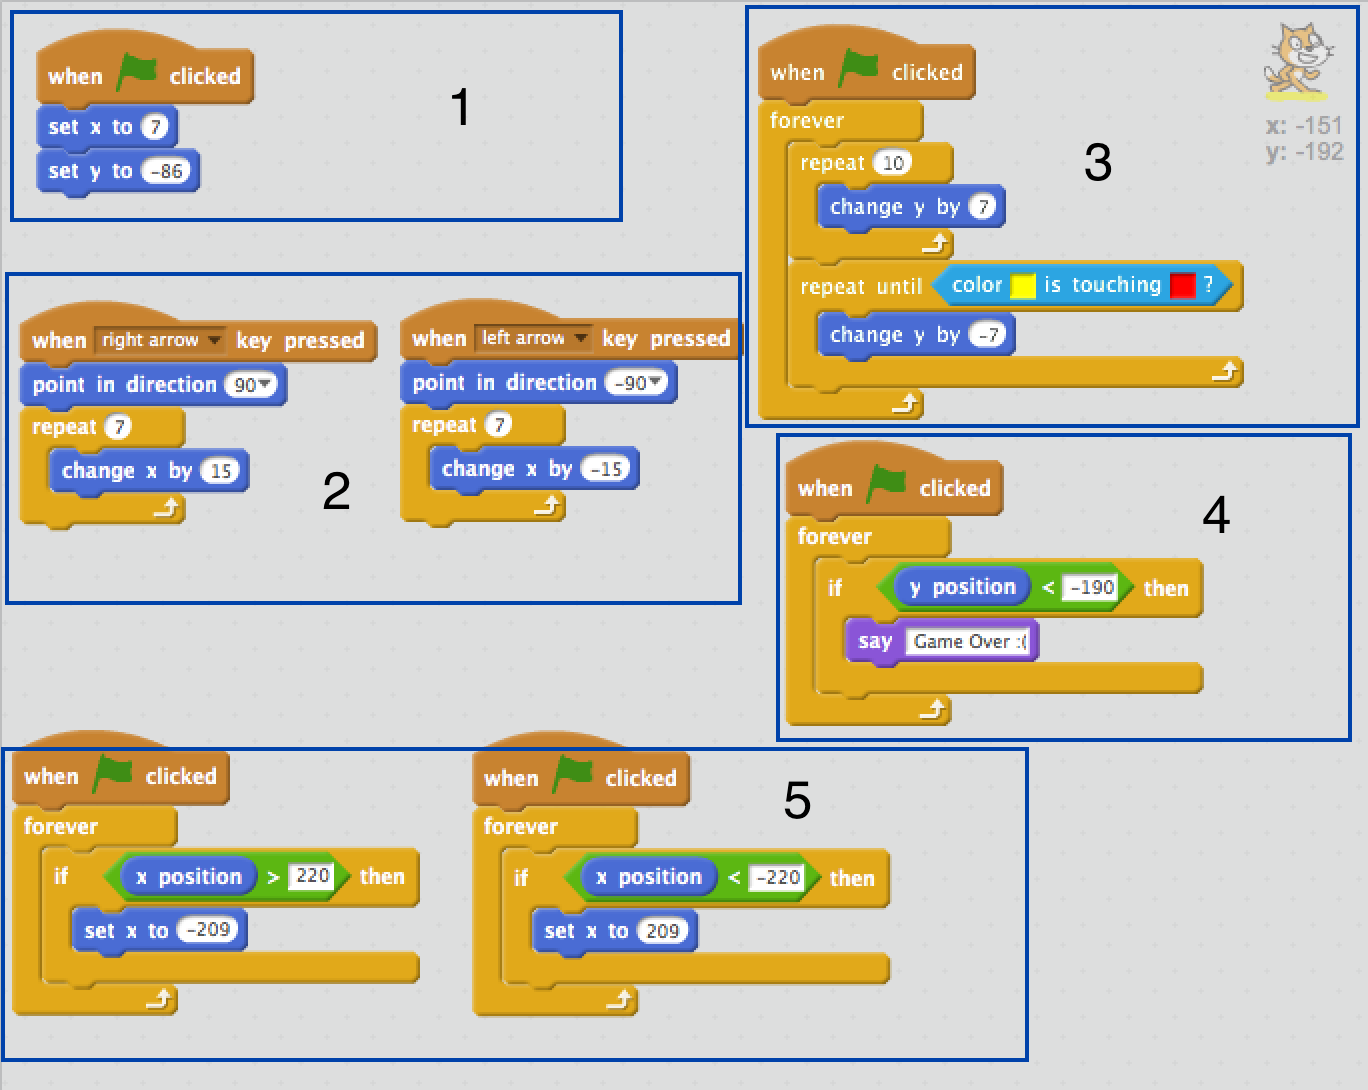 when clicked
set x to 7
set y to -86
1
when right arrow key pressed
point in direction 90
repeat 7
change x by 15
when left arrow key pressed
point in direction -90
repeat 7
change x by -15
2
when clicked
forever
repeat 10
change y by 7
repeat until color is touching ?
change y by -7
3
x: -151
y: -192
when clicked
forever
if y position < -190 then
say Game Over :(
4
when clicked
forever
if x position > 220 then
set x to -209
when clicked
forever
if x position < -220 then
set x to 209
5